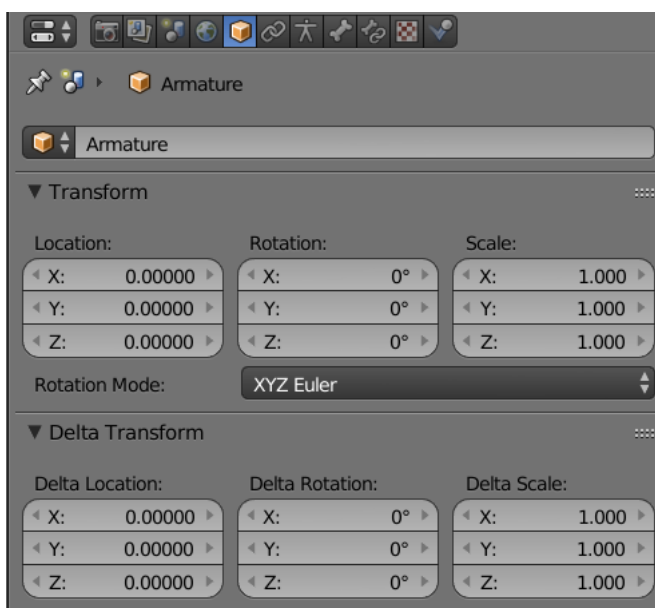 Armature
Armature
Transform
Location: Rotation: Scale:
X: 0.00000 X: 0° X: 1.000
Y: 0.00000 Y: 0° Y: 1.000
Z: 0.00000 Z: 0° Z: 1.000
Rotation Mode: XYZ Euler
Delta Transform
Delta Location: Delta Rotation: Delta Scale:
X: 0.00000 X: 0° X: 1.000
Y: 0.00000 Y: 0° Y: 1.000
Z: 0.00000 Z: 0° Z: 1.000